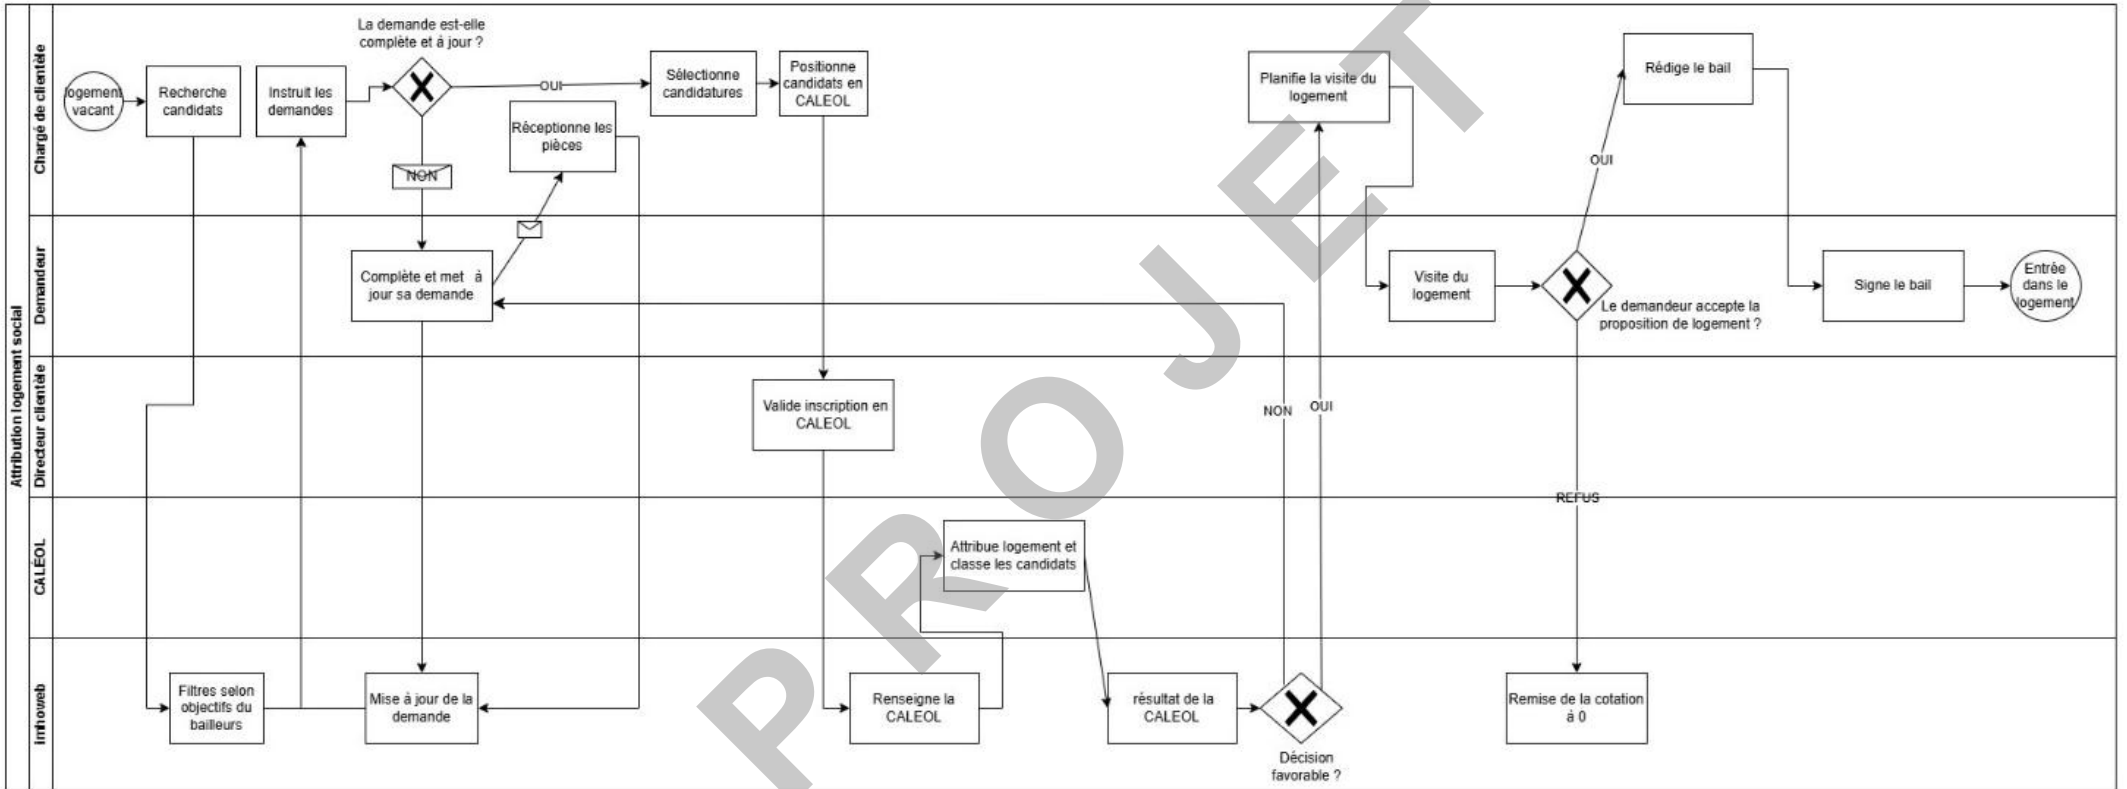 Attribution logement social
Chargé de clientèle
logement
vacant
Recherche
candidats
Instruit les
demandes
La demande est-elle
complète et à jour ?
OUI
NON
Réceptionne les
pièces
Sélectionne
candidatures
Positionne
candidats en
CALEOL
Planifie la visite du
logement
OUI
Rédige le bail
Demandeur
Complète et met à
jour sa demande
Visite du
logement
Le demandeur accepte la
proposition de logement ?
Signe le bail
Entrée
dans le
logement
Directeur clientèle
Valide inscription en
CALEOL
NON
OUI
REFUS
CALEOL
Attribue logement et
classe les candidats
imhoweb
Filtres selon
objectifs du
bailleurs
Mise à jour de la
demande
Renseigne la
CALEOL
résultat de la
CALEOL
Décision
favorable ?
Remise de la cotation
à 0
PROJET